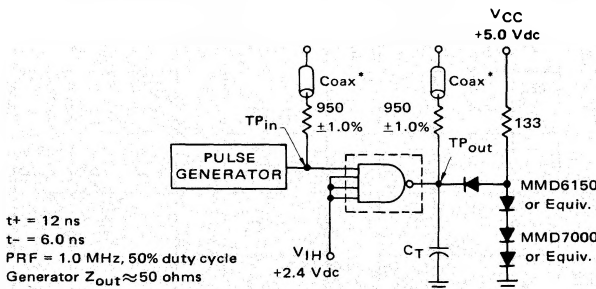 VCC
+5.0 Vdc
Coax*
Coax*
950
±1.0%
950
±1.0%
133
TPin
TPout
PULSE
GENERATOR
MMD6150
or Equiv.
MMD7000
or Equiv.
CT
VIH
+2.4 Vdc
t+ = 12 ns
t– = 6.0 ns
PRF = 1.0 MHz, 50% duty cycle
Generator Zout≈50 ohms